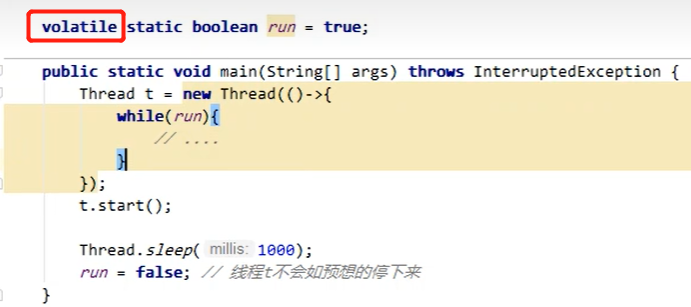 volatile static boolean run = true;
public static void main(String[] args) throws InterruptedException {
Thread t = new Thread(()->{
while(run){
// ....
}
});
t.start();
Thread.sleep( millis: 1000);
run = false; // 线程t不会如预想的停下来
}